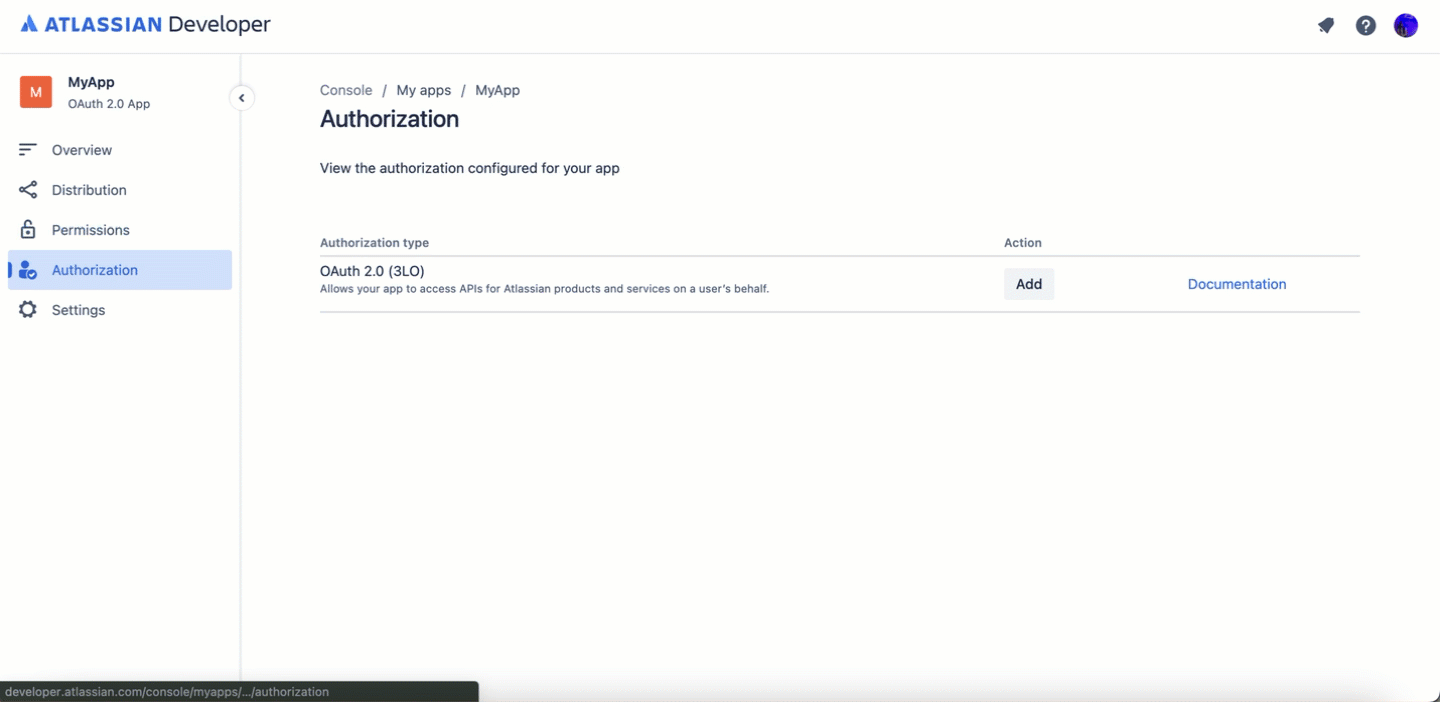 ATLASSIAN Developer
M
MyApp
OAuth 2.0 App
Overview
Distribution
Permissions
Authorization
Settings
Console / My apps / MyApp
Authorization
View the authorization configured for your app
Authorization type Action
OAuth 2.0 (3LO)
Allows your app to access APIs for Atlassian products and services on a user's behalf.
Add Documentation
developer.atlassian.com/console/myapps/.../authorization